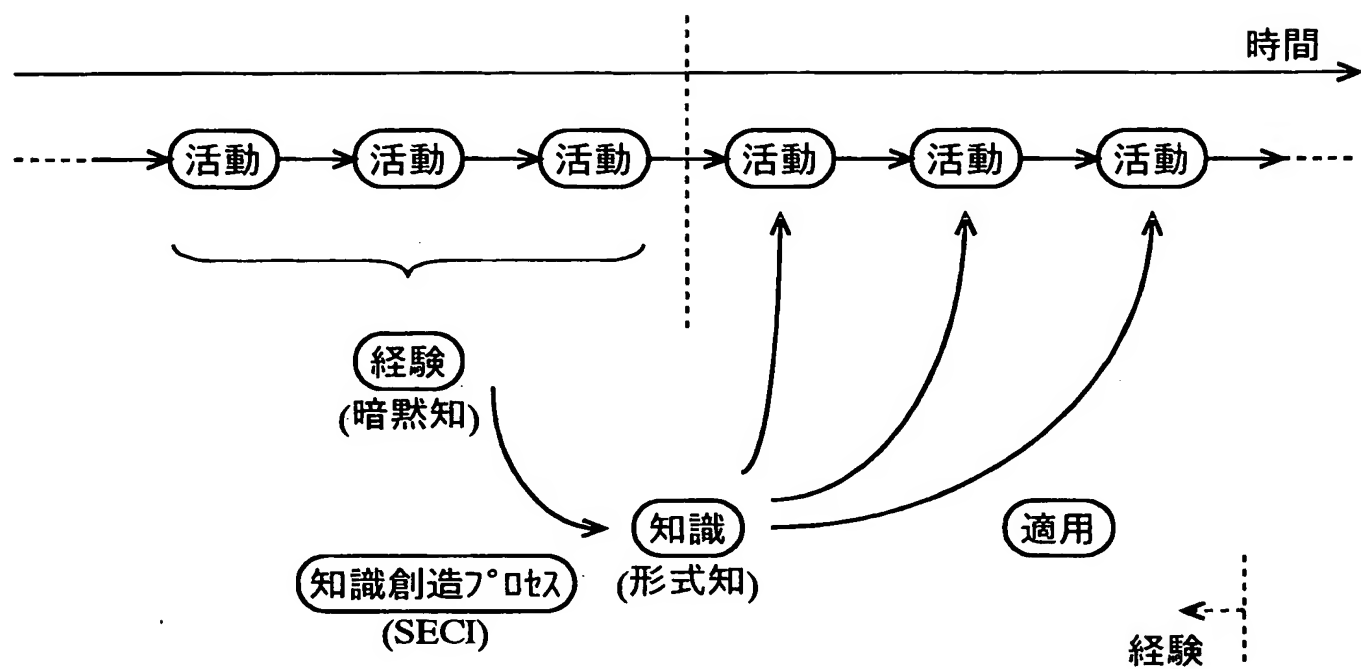 時間
活動 活動 活動 活動 活動 活動
経験
(暗黙知)
知識 適用
(形式知)
知識創造ﾌﾟﾛｾｽ
(SECI)
経験